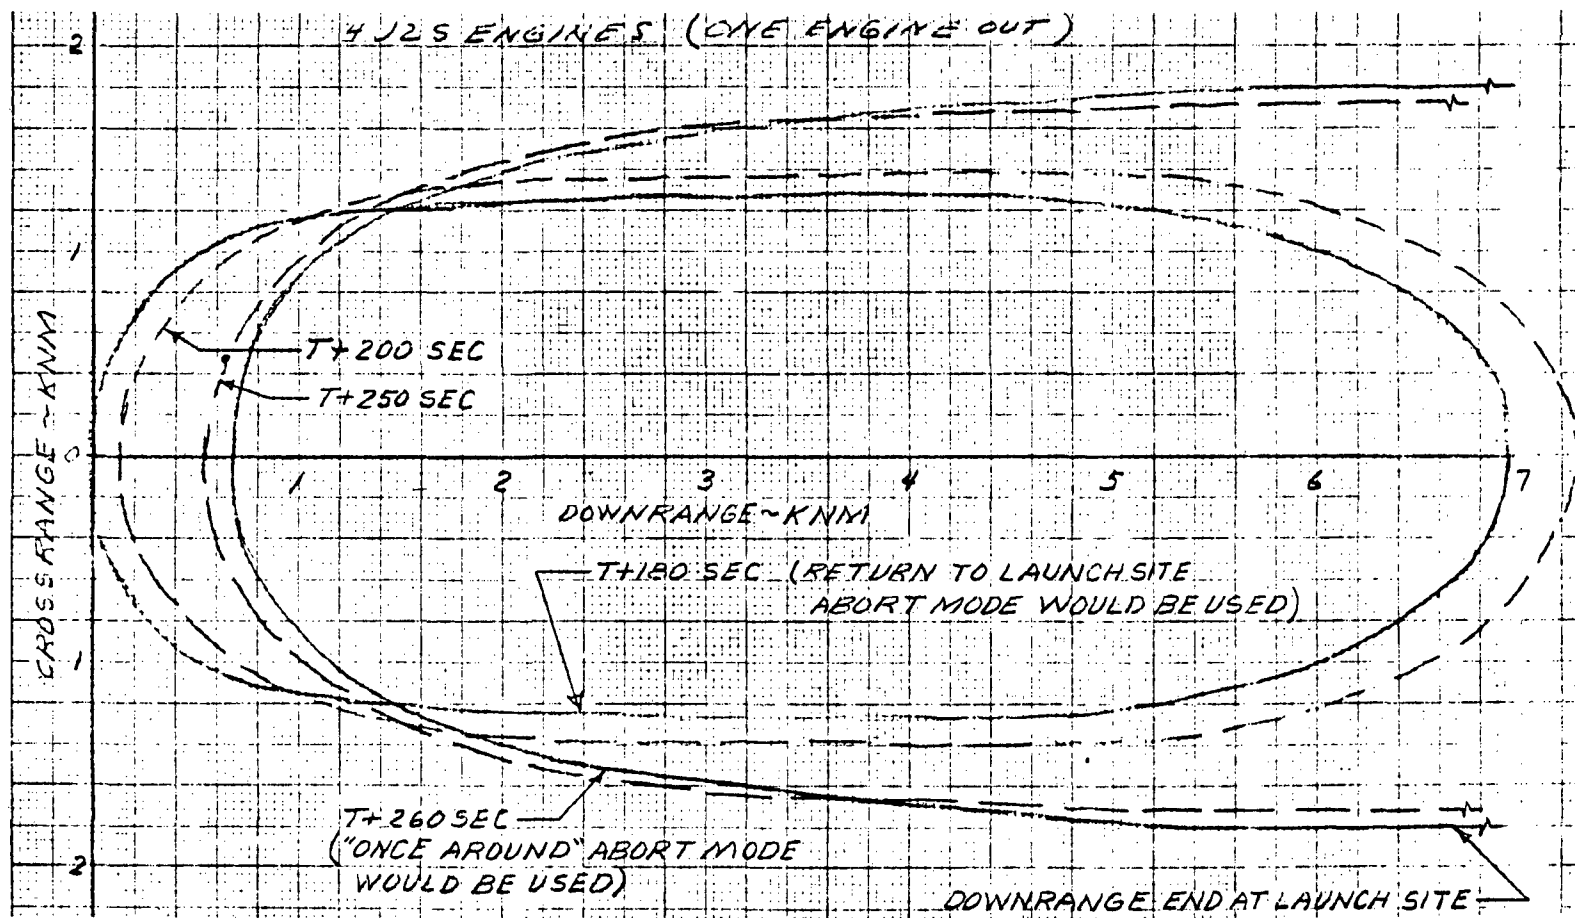 4 J2S ENGINES (ONE ENGINE OUT)
2
1
CROSSRANGE ~ KNM
T+200 SEC
T+250 SEC
0
1 2 3 4 5 6 7
DOWNRANGE ~ KNM
T+180 SEC (RETURN TO LAUNCH SITE
ABORT MODE WOULD BE USED)
1
T+260 SEC
("ONCE AROUND" ABORT MODE
WOULD BE USED)
2
DOWNRANGE END AT LAUNCH SITE